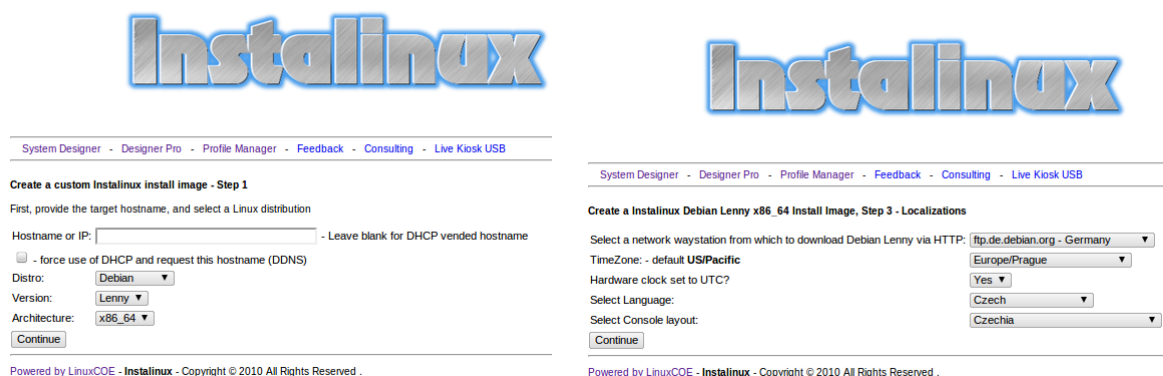 Instalinux
System Designer - Designer Pro - Profile Manager - Feedback - Consulting - Live Kiosk USB
Create a custom Instalinux install image - Step 1
First, provide the target hostname, and select a Linux distribution
Hostname or IP: - Leave blank for DHCP vended hostname
- force use of DHCP and request this hostname (DDNS)
Distro: Debian
Version: Lenny
Architecture: x86_64
Continue
Powered by LinuxCOE - Instalinux - Copyright © 2010 All Rights Reserved .
Instalinux
System Designer - Designer Pro - Profile Manager - Feedback - Consulting - Live Kiosk USB
Create a Instalinux Debian Lenny x86_64 Install Image, Step 3 - Localizations
Select a network waystation from which to download Debian Lenny via HTTP: ftp.de.debian.org - Germany
TimeZone: - default US/Pacific Europe/Prague
Hardware clock set to UTC? Yes
Select Language: Czech
Select Console layout: Czechia
Continue
Powered by LinuxCOE - Instalinux - Copyright © 2010 All Rights Reserved .